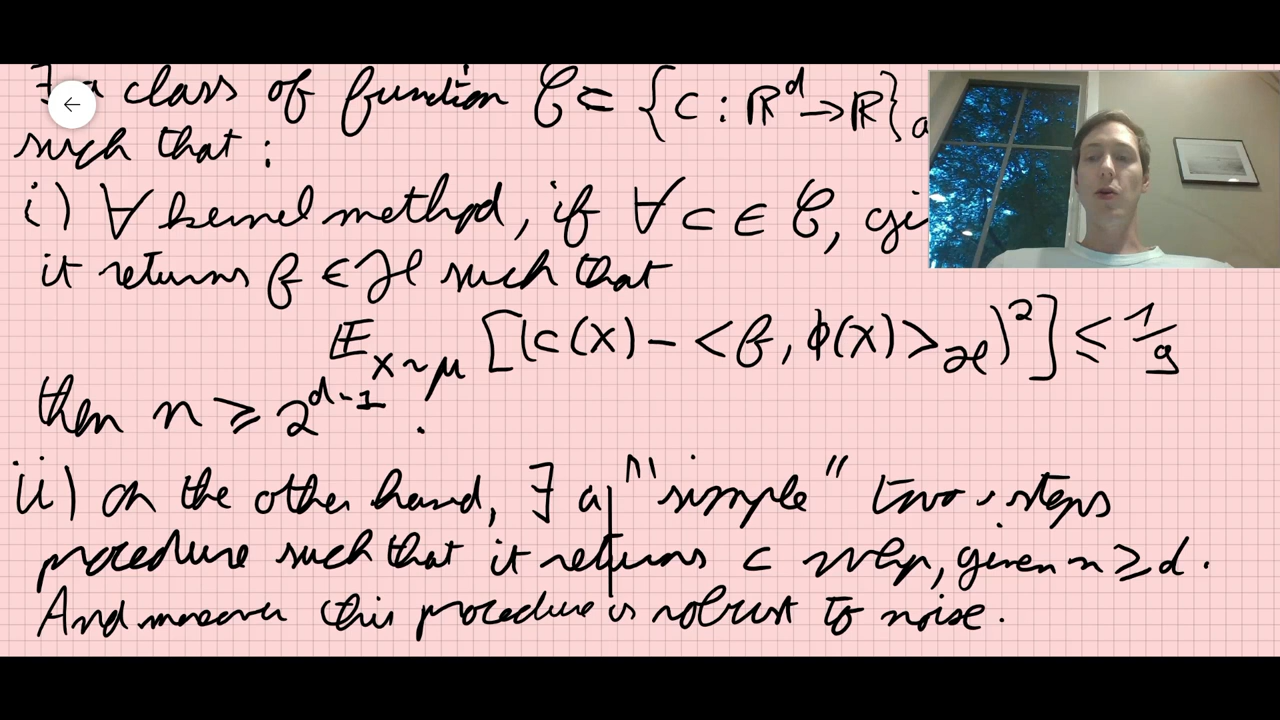 ∃ a class of function 𝒞 ⊂ {c : ℝ^d → ℝ}
such that :
i) ∀ kernel method, if ∀ c ∈ 𝒞,
it returns f ∈ ℋ such that
𝔼_{X∼μ} [(c(X) − <f, φ(X)>_ℋ)²] ≤ 1/9
then n ≥ 2^{d-1}.
ii) On the other hand, ∃ a "simple" two-steps
procedure such that it returns c whp, given n ≥ d.
And moreover this procedure is robust to noise.